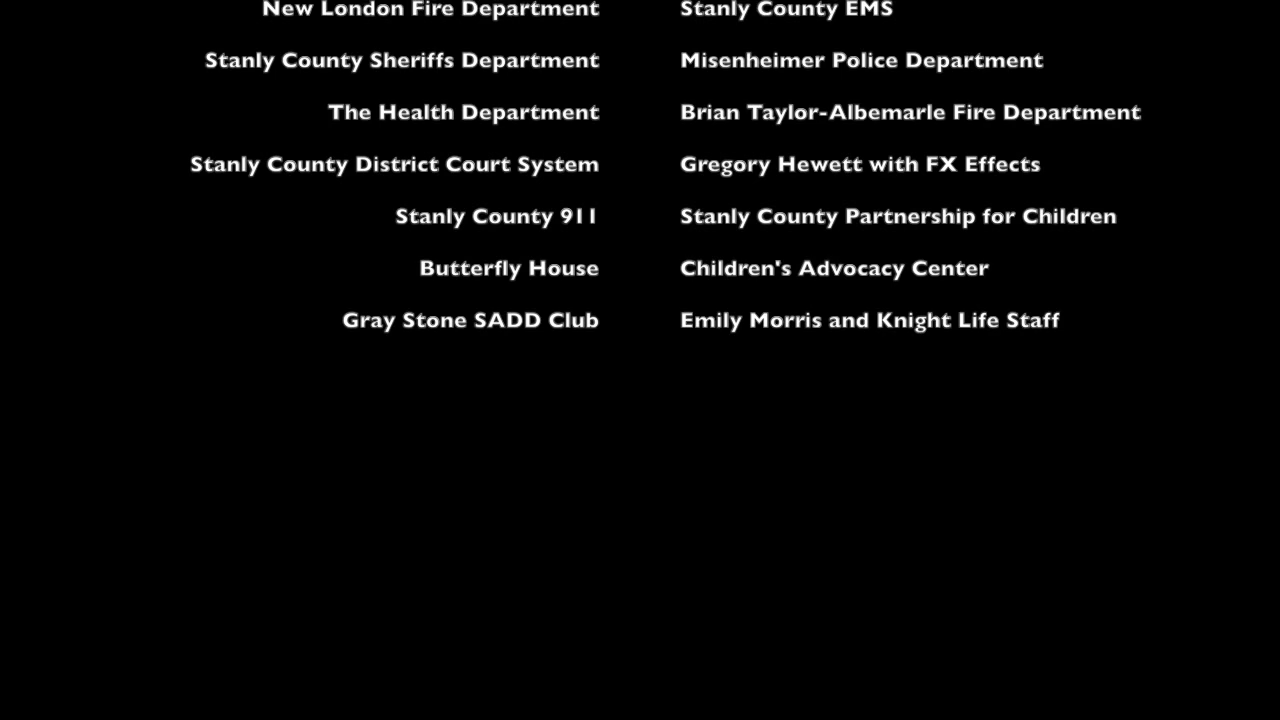 New London Fire Department Stanly County EMS
Stanly County Sheriffs Department Misenheimer Police Department
The Health Department Brian Taylor-Albemarle Fire Department
Stanly County District Court System Gregory Hewett with FX Effects
Stanly County 911 Stanly County Partnership for Children
Butterfly House Children's Advocacy Center
Gray Stone SADD Club Emily Morris and Knight Life Staff